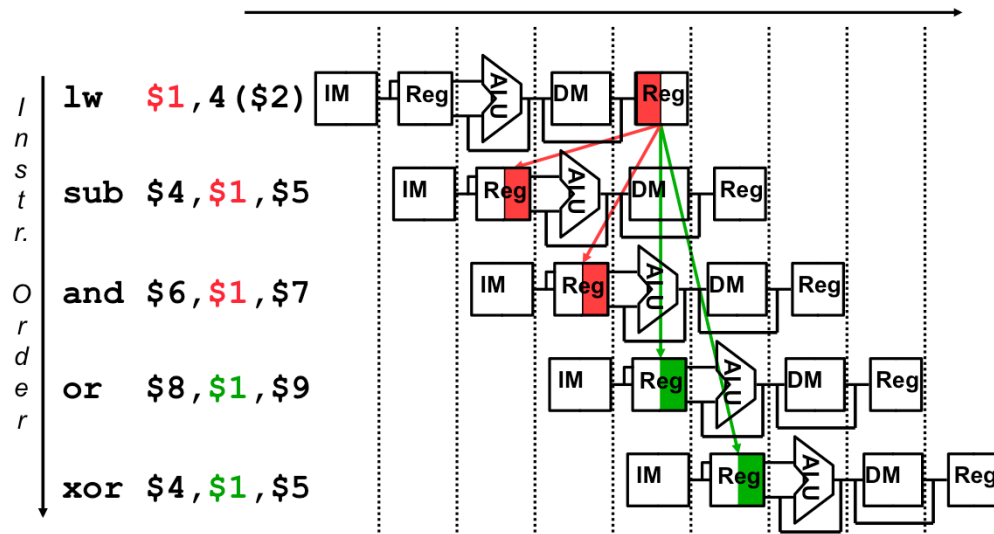 Instr. Order
lw $1,4($2) IM Reg ALU DM Reg
sub $4,$1,$5 IM Reg ALU DM Reg
and $6,$1,$7 IM Reg ALU DM Reg
or $8,$1,$9 IM Reg ALU DM Reg
xor $4,$1,$5 IM Reg ALU DM Reg